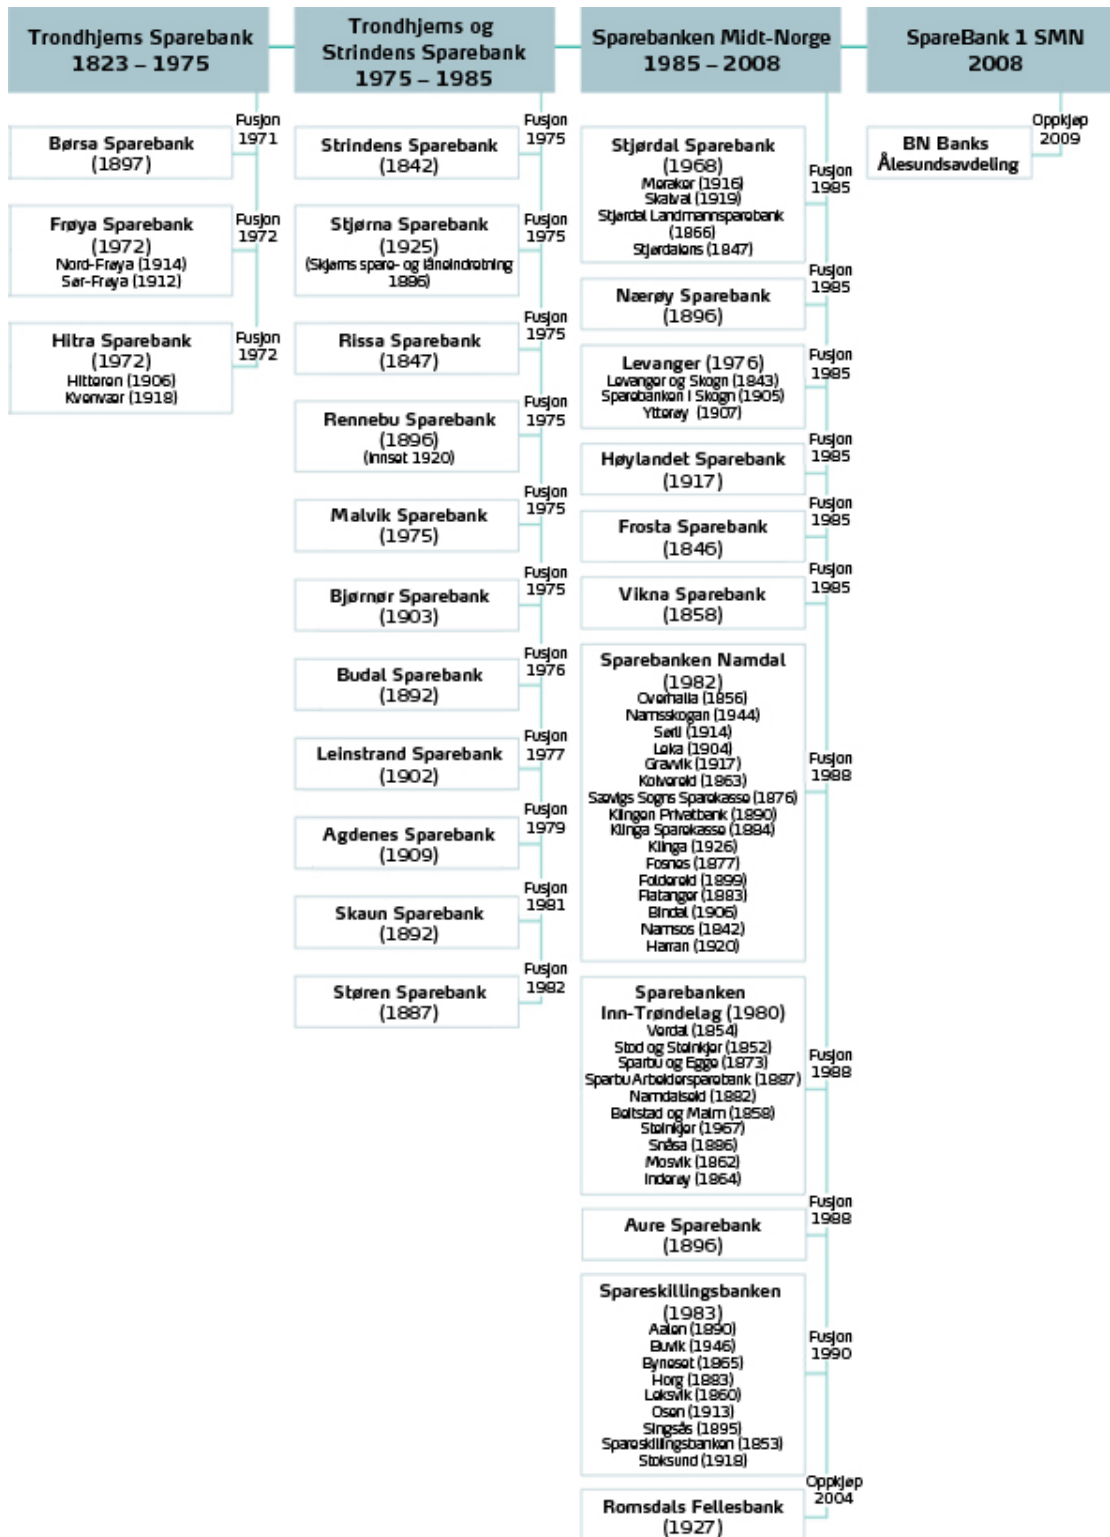 Trondhjems Sparebank
1823 – 1975
Fusjon
1971
Børsa Sparebank
(1897)
Fusjon
1972
Frøya Sparebank
(1972)
Nord-Frøya (1914)
Sør-Frøya (1912)
Fusjon
1972
Hitra Sparebank
(1972)
Hitteren (1906)
Kvenvær (1918)
Trondhjems og
Strindens Sparebank
1975 – 1985
Fusjon
1975
Strindens Sparebank
(1842)
Fusjon
1975
Stjørna Sparebank
(1925)
(Skjørns spare- og låneindretning
1886)
Fusjon
1975
Rissa Sparebank
(1847)
Fusjon
1975
Rennebu Sparebank
(1896)
(Innset 1920)
Fusjon
1975
Malvik Sparebank
(1975)
Fusjon
1975
Bjørnør Sparebank
(1903)
Fusjon
1976
Budal Sparebank
(1892)
Fusjon
1977
Leinstrand Sparebank
(1902)
Fusjon
1979
Agdenes Sparebank
(1909)
Fusjon
1981
Skaun Sparebank
(1892)
Fusjon
1982
Støren Sparebank
(1887)
Sparebanken Midt-Norge
1985 – 2008
Stjørdal Sparebank
(1968)
Meraker (1916)
Skatval (1919)
Stjørdal Landmannsparebank
(1866)
Stjørdalens (1847)
Fusjon
1985
Fusjon
1985
Nærøy Sparebank
(1896)
Fusjon
1985
Levanger (1976)
Levanger og Skogn (1843)
Sparebanken i Skogn (1905)
Ytterøy (1907)
Fusjon
1985
Høylandet Sparebank
(1917)
Fusjon
1985
Frosta Sparebank
(1846)
Fusjon
1985
Vikna Sparebank
(1858)
Sparebanken Namdal
(1982)
Overhalla (1856)
Namsskogan (1944)
Sørli (1914)
Leka (1904)
Gravvik (1917)
Kolvereid (1863)
Sævigs Sogns Sparekasse (1876)
Klingen Privatbank (1890)
Klinga Sparekasse (1884)
Klinga (1926)
Fosnes (1877)
Foldereid (1899)
Flatanger (1883)
Bindal (1906)
Namsos (1842)
Harran (1920)
Fusjon
1988
Sparebanken
Inn-Trøndelag (1980)
Verdal (1854)
Stod og Steinkjer (1852)
Sparbu og Egge (1873)
Sparbu Arbeidersparebank (1887)
Namdalseid (1882)
Beitstad og Malm (1858)
Steinkjer (1967)
Snåsa (1886)
Mosvik (1862)
Inderøy (1864)
Fusjon
1988
Fusjon
1988
Aure Sparebank
(1896)
Spareskillingsbanken
(1983)
Aalen (1890)
Buvik (1946)
Byneset (1865)
Horg (1883)
Leksvik (1860)
Osen (1913)
Singsås (1895)
Spareskillingsbanken (1853)
Stoksund (1918)
Fusjon
1990
Oppkjøp
2004
Romsdals Fellesbank
(1927)
SpareBank 1 SMN
2008
Oppkjøp
2009
BN Banks
Ålesundsavdeling